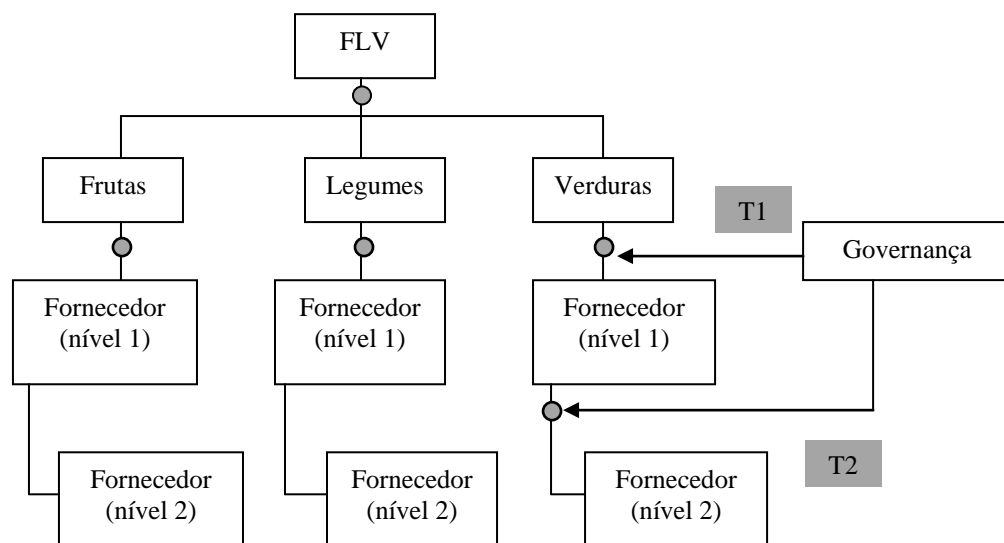 FLV
Frutas
Legumes
Verduras
T1
Governança
Fornecedor
(nível 1)
Fornecedor
(nível 1)
Fornecedor
(nível 1)
T2
Fornecedor
(nível 2)
Fornecedor
(nível 2)
Fornecedor
(nível 2)